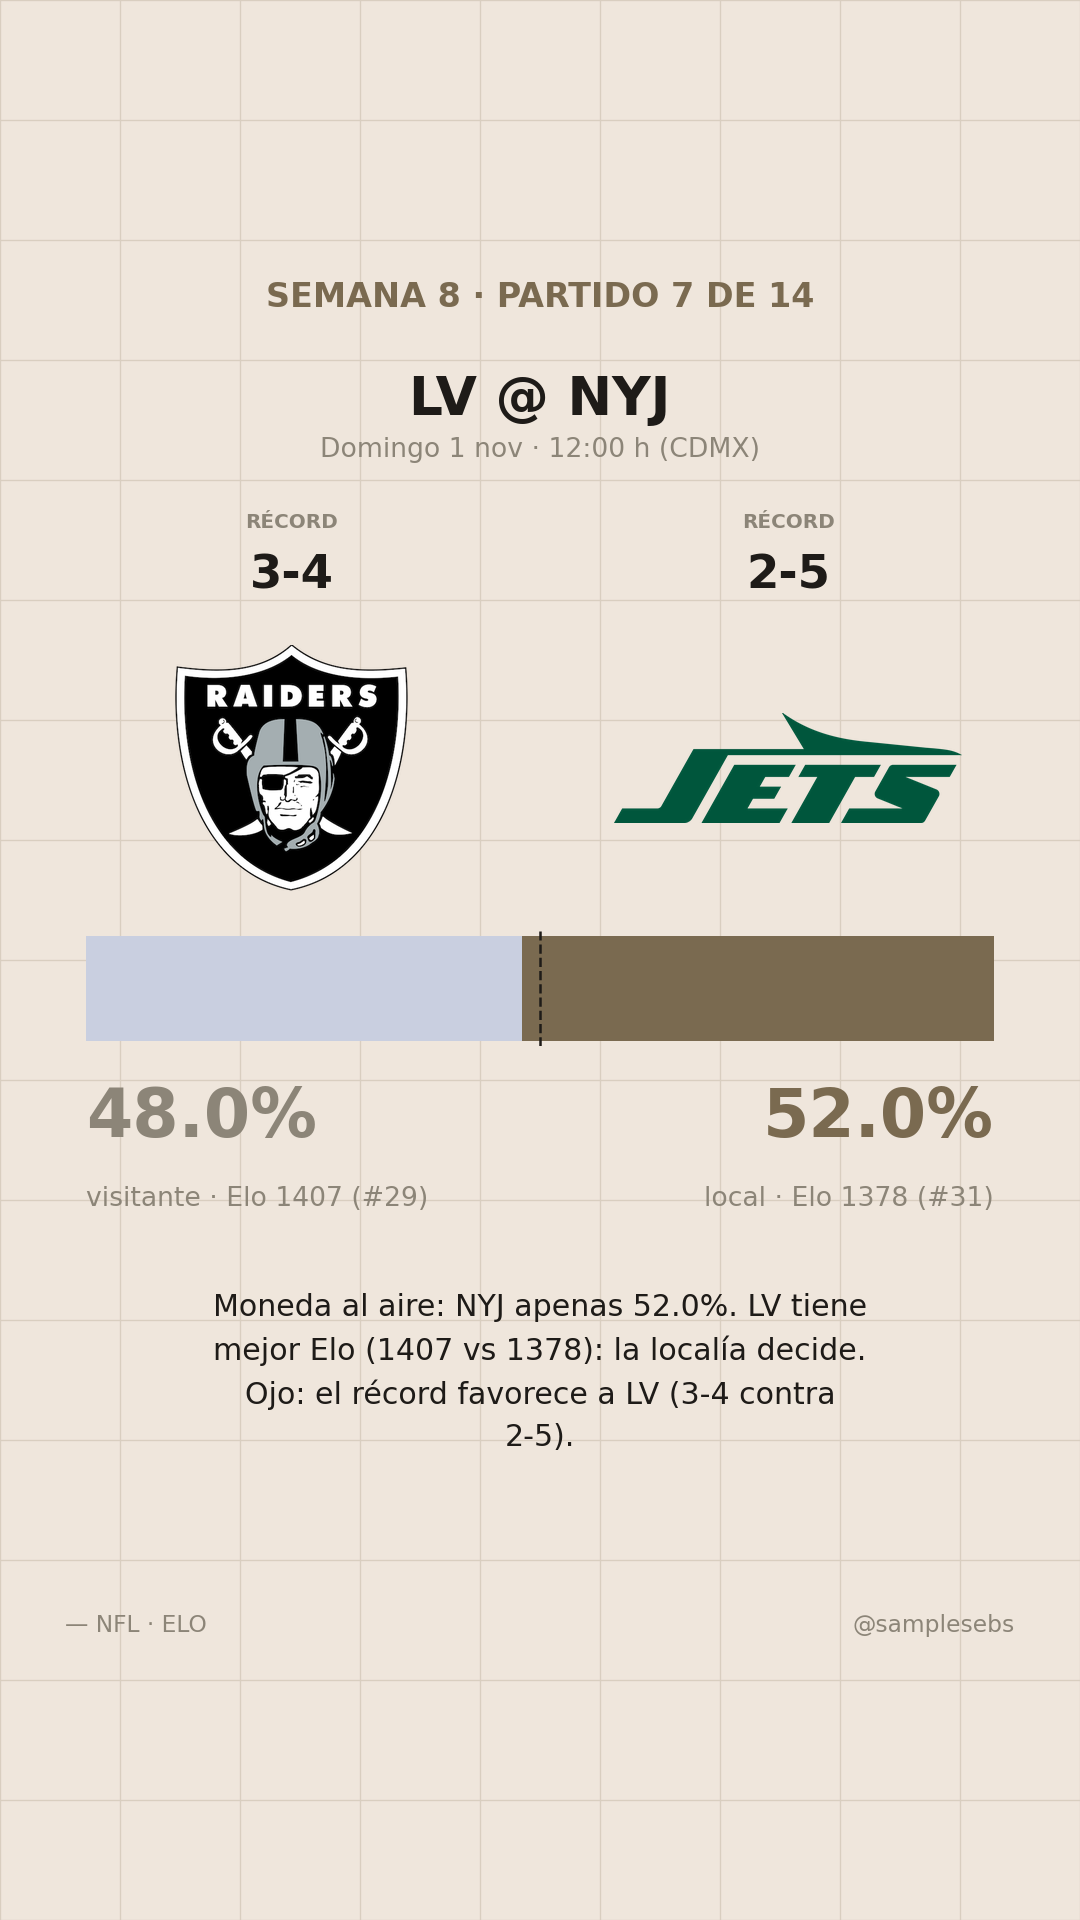 SEMANA 8 · PARTIDO 7 DE 14
LV @ NYJ
Domingo 1 nov · 12:00 h (CDMX)
RÉCORD
3-4
RÉCORD
2-5
RAIDERS
JETS
48.0%
52.0%
visitante · Elo 1407 (#29)
local · Elo 1378 (#31)
Moneda al aire: NYJ apenas 52.0%. LV tiene
mejor Elo (1407 vs 1378): la localía decide.
Ojo: el récord favorece a LV (3-4 contra
2-5).
— NFL · ELO
@samplesebs